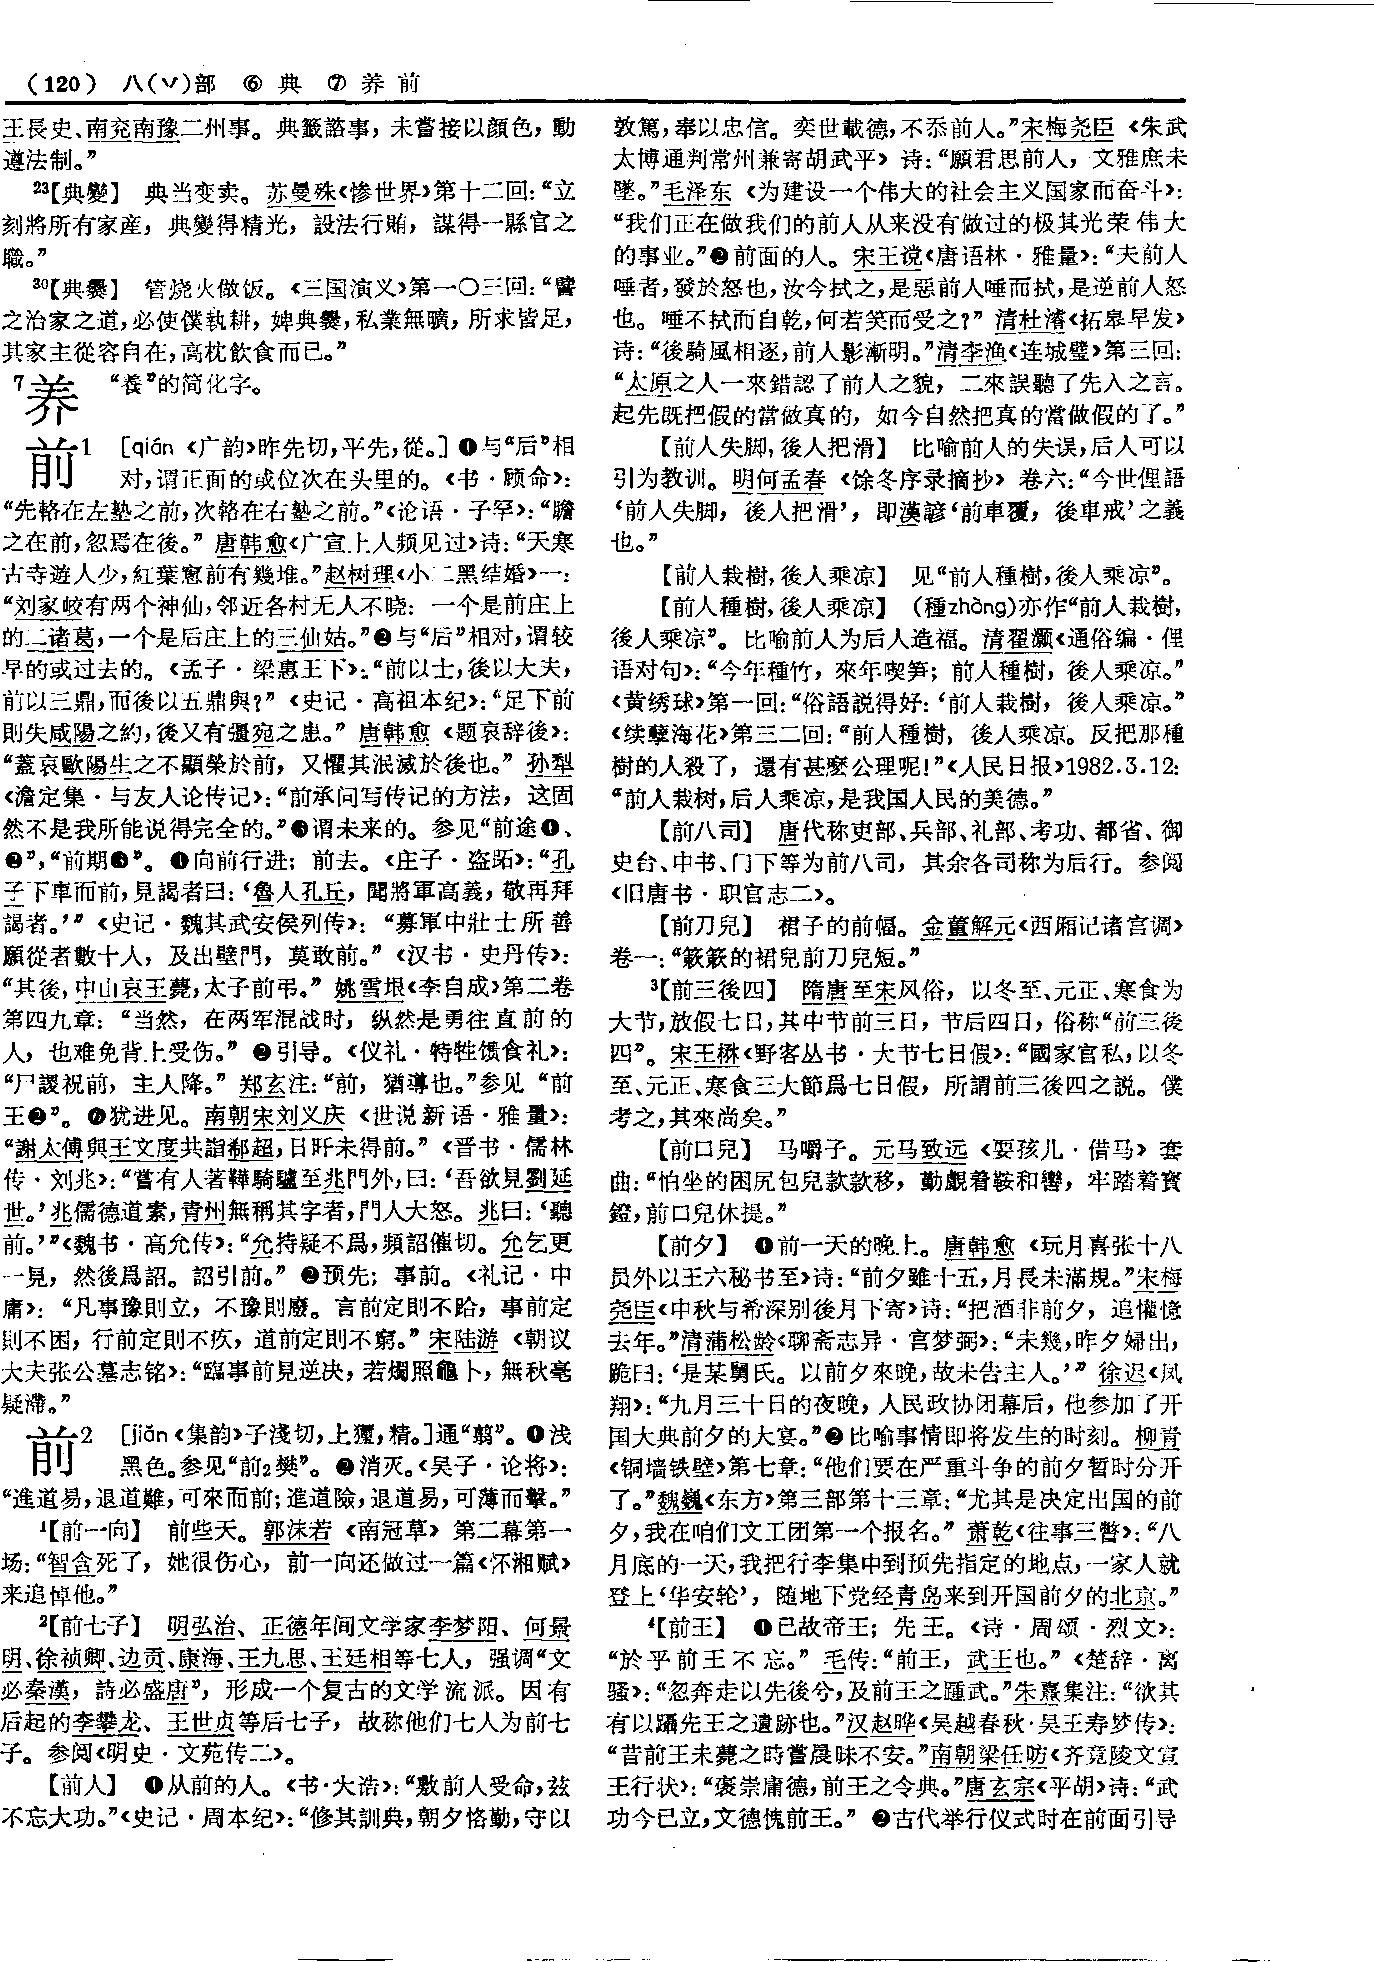 (120) 八(丷)部 ⑥ 典 ⑦ 养 前
王長史、南兖南豫二州事。典籤諮事，未嘗接以顔色，動
遵法制。”
23【典變】 典当变卖。苏曼殊《惨世界》第十二回：“立
刻將所有家産，典變得精光，設法行賄，謀得一縣官之
職。”
30【典爨】 管烧火做饭。《三国演义》第一〇三回：“譬
之治家之道，必使僕執耕，婢典爨，私業無曠，所求皆足，
其家主從容自在，高枕飲食而已。”
7养 “養”的简化字。
前1 [qián 《广韵》昨先切，平先，從。]❶与“后”相
对，谓正面的或位次在头里的。《书·顾命》：
“先輅在左塾之前，次輅在右塾之前。”《论语·子罕》：“瞻
之在前，忽焉在後。”唐韩愈《广宣上人频见过》诗：“天寒
古寺遊人少，紅葉窗前有幾堆。”赵树理《小二黑结婚》一：
“刘家峧有两个神仙，邻近各村无人不晓：一个是前庄上
的二诸葛，一个是后庄上的三仙姑。”❷与“后”相对，谓较
早的或过去的。《孟子·梁惠王下》：“前以士，後以大夫，
前以三鼎，而後以五鼎與？”《史记·高祖本纪》：“足下前
則失咸陽之約，後又有彊宛之患。”唐韩愈《题哀辞後》：
“蓋哀歐陽生之不顯榮於前，又懼其泯滅於後也。”孙犁
《澹定集·与友人论传记》：“前承问写传记的方法，这固
然不是我所能说得完全的。”❸谓未来的。参见“前途❶、
❷”，“前期❸”。❹向前行进；前去。《庄子·盗跖》：“孔
子下車而前，見謁者曰：‘魯人孔丘，聞將軍高義，敬再拜
謁者。’”《史记·魏其武安侯列传》：“募軍中壯士所善
願從者數十人，及出壁門，莫敢前。”《汉书·史丹传》：
“其後，中山哀王薨，太子前弔。”姚雪垠《李自成》第二卷
第四九章：“当然，在两军混战时，纵然是勇往直前的
人，也难免背上受伤。”❺引导。《仪礼·特牲馈食礼》：
“尸謖祝前，主人降。”郑玄注：“前，猶導也。”参见“前
王❷”。❻犹进见。南朝宋刘义庆《世说新语·雅量》：
“謝太傅與王文度共詣郗超，日旰未得前。”《晋书·儒林
传·刘兆》：“嘗有人著鞾騎驢至兆門外，曰：‘吾欲見劉延
世。’兆儒德道素，青州無稱其字者，門人大怒。兆曰：‘聽
前。’”《魏书·高允传》：“允持疑不爲，頻詔催切。允乞更
一見，然後爲詔。詔引前。”❼预先；事前。《礼记·中
庸》：“凡事豫則立，不豫則廢。言前定則不跲，事前定
則不困，行前定則不疚，道前定則不窮。”宋陆游《朝议
大夫张公墓志铭》：“臨事前見逆决，若燭照龜卜，無秋毫
疑滯。”
前2 [jiǎn《集韵》子淺切，上獮，精。]通“翦”。❶浅
黑色。参见“前2樊”。❷消灭。《吴子·论将》：
“進道易，退道難，可來而前；進道險，退道易，可薄而擊。”
1【前一向】 前些天。郭沫若《南冠草》第二幕第一
场：“智含死了，她很伤心，前一向还做过一篇《怀湘赋》
来追悼他。”
2【前七子】 明弘治、正德年间文学家李梦阳、何景
明、徐祯卿、边贡、康海、王九思、王廷相等七人，强调“文
必秦漢，詩必盛唐”，形成一个复古的文学流派。因有
后起的李攀龙、王世贞等后七子，故称他们七人为前七
子。参阅《明史·文苑传二》。
【前人】 ❶从前的人。《书·大诰》：“敷前人受命，兹
不忘大功。”《史记·周本纪》：“修其訓典，朝夕恪勤，守以
敦篤，奉以忠信。奕世載德，不忝前人。”宋梅尧臣《朱武
太博通判常州兼寄胡武平》诗：“願君思前人，文雅庶未
墜。”毛泽东《为建设一个伟大的社会主义国家而奋斗》：
“我们正在做我们的前人从来没有做过的极其光荣伟大
的事业。”❷前面的人。宋王谠《唐语林·雅量》：“夫前人
唾者，發於怒也，汝今拭之，是惡前人唾而拭，是逆前人怒
也。唾不拭而自乾，何若笑而受之？”清杜濬《拓皋早发》
诗：“後騎風相逐，前人影漸明。”清李渔《连城璧》第三回：
“太原之人一來錯認了前人之貌，二來誤聽了先入之言。
起先既把假的當做真的，如今自然把真的當做假的了。”
【前人失脚，後人把滑】 比喻前人的失误，后人可以
引为教训。明何孟春《馀冬序录摘抄》卷六：“今世俚語
‘前人失脚，後人把滑’，即漢諺‘前車覆，後車戒’之義
也。”
【前人栽樹，後人乘凉】 见“前人種樹，後人乘凉”。
【前人種樹，後人乘凉】 (種zhòng)亦作“前人栽樹，
後人乘凉”。比喻前人为后人造福。清翟灏《通俗编·俚
语对句》：“今年種竹，來年喫笋；前人種樹，後人乘凉。”
《黄绣球》第一回：“俗語説得好：‘前人栽樹，後人乘凉。”
《续孽海花》第三二回：“前人種樹，後人乘凉。反把那種
樹的人殺了，還有甚麽公理呢！”《人民日报》1982.3.12：
“前人栽树，后人乘凉，是我国人民的美德。”
【前八司】 唐代称吏部、兵部、礼部、考功、都省、御
史台、中书、门下等为前八司，其余各司称为后行。参阅
《旧唐书·职官志二》。
【前刀兒】 裙子的前幅。金董解元《西厢记诸宫调》
卷一：“簌簌的裙兒前刀兒短。”
3【前三後四】 隋唐至宋风俗，以冬至、元正、寒食为
大节，放假七日，其中节前三日，节后四日，俗称“前三後
四”。宋王楙《野客丛书·大节七日假》：“國家官私，以冬
至、元正、寒食三大節爲七日假，所謂前三後四之説。僕
考之，其來尚矣。”
【前口兒】 马嚼子。元马致远《耍孩儿·借马》套
曲：“怕坐的困尻包兒款款移，勤覷着鞍和轡，牢踏着寳
鐙，前口兒休提。”
【前夕】 ❶前一天的晚上。唐韩愈《玩月喜张十八
员外以王六秘书至》诗：“前夕雖十五，月長未滿規。”宋梅
尧臣《中秋与希深别後月下寄》诗：“把酒非前夕，追懽憶
去年。”清蒲松龄《聊斋志异·宫梦弼》：“未幾，昨夕婦出，
跪曰：‘是某舅氏。以前夕來晚，故未告主人。’”徐迟《凤
翔》：“九月三十日的夜晚，人民政协闭幕后，他参加了开
国大典前夕的大宴。”❷比喻事情即将发生的时刻。柳青
《铜墙铁壁》第七章：“他们要在严重斗争的前夕暂时分开
了。”魏巍《东方》第三部第十三章：“尤其是决定出国的前
夕，我在咱们文工团第一个报名。”萧乾《往事三瞥》：“八
月底的一天，我把行李集中到预先指定的地点，一家人就
登上‘华安轮’，随地下党经青岛来到开国前夕的北京。”
4【前王】 ❶已故帝王；先王。《诗·周颂·烈文》：
“於乎前王不忘。”毛传：“前王，武王也。”《楚辞·离
骚》：“忽奔走以先後兮，及前王之踵武。”朱熹集注：“欲其
有以躡先王之遺跡也。”汉赵晔《吴越春秋·吴王寿梦传》：
“昔前王未薨之時嘗晨昧不安。”南朝梁任昉《齐竟陵文宣
王行状》：“褒崇庸德，前王之令典。”唐玄宗《平胡》诗：“武
功今已立，文德愧前王。”❷古代举行仪式时在前面引导